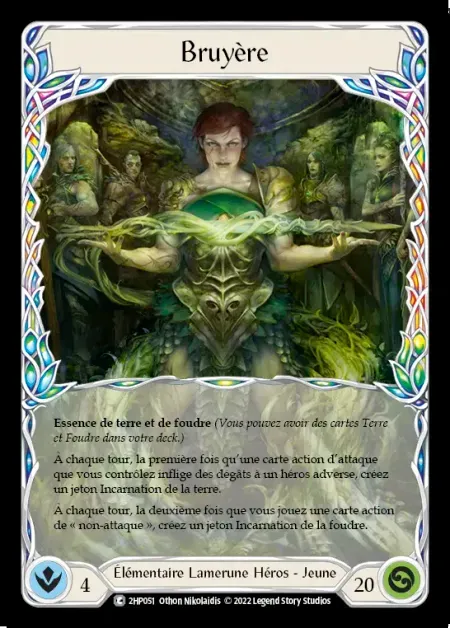 Bruyère
Essence de terre et de foudre (Vous pouvez avoir des cartes Terre
et Foudre dans votre deck.)
À chaque tour, la première fois qu'une carte action d'attaque
que vous contrôlez inflige des dégâts à un héros adverse, créez
un jeton Incarnation de la terre.
À chaque tour, la deuxième fois que vous jouez une carte action
de « non-attaque », créez un jeton Incarnation de la foudre.
4
Élémentaire Lamerune Héros - Jeune
20
C 2HP051 Othon Nikolaidis © 2022 Legend Story Studios